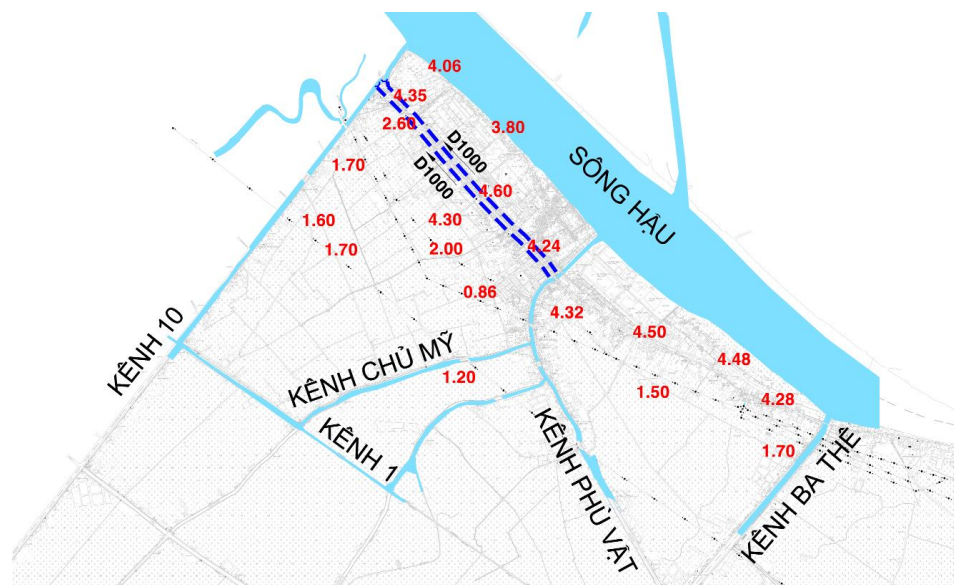 4.06
4.35
2.60
3.80
D1000
D1000
1.70
4.60
SÔNG HẬU
1.60
4.30
1.70
2.00
4.24
0.86
4.32
4.50
4.48
KÊNH 10
KÊNH CHỦ MỸ
1.20
1.50
4.28
KÊNH 1
KÊNH PHÙ VẬT
1.70
KÊNH BA THÊ